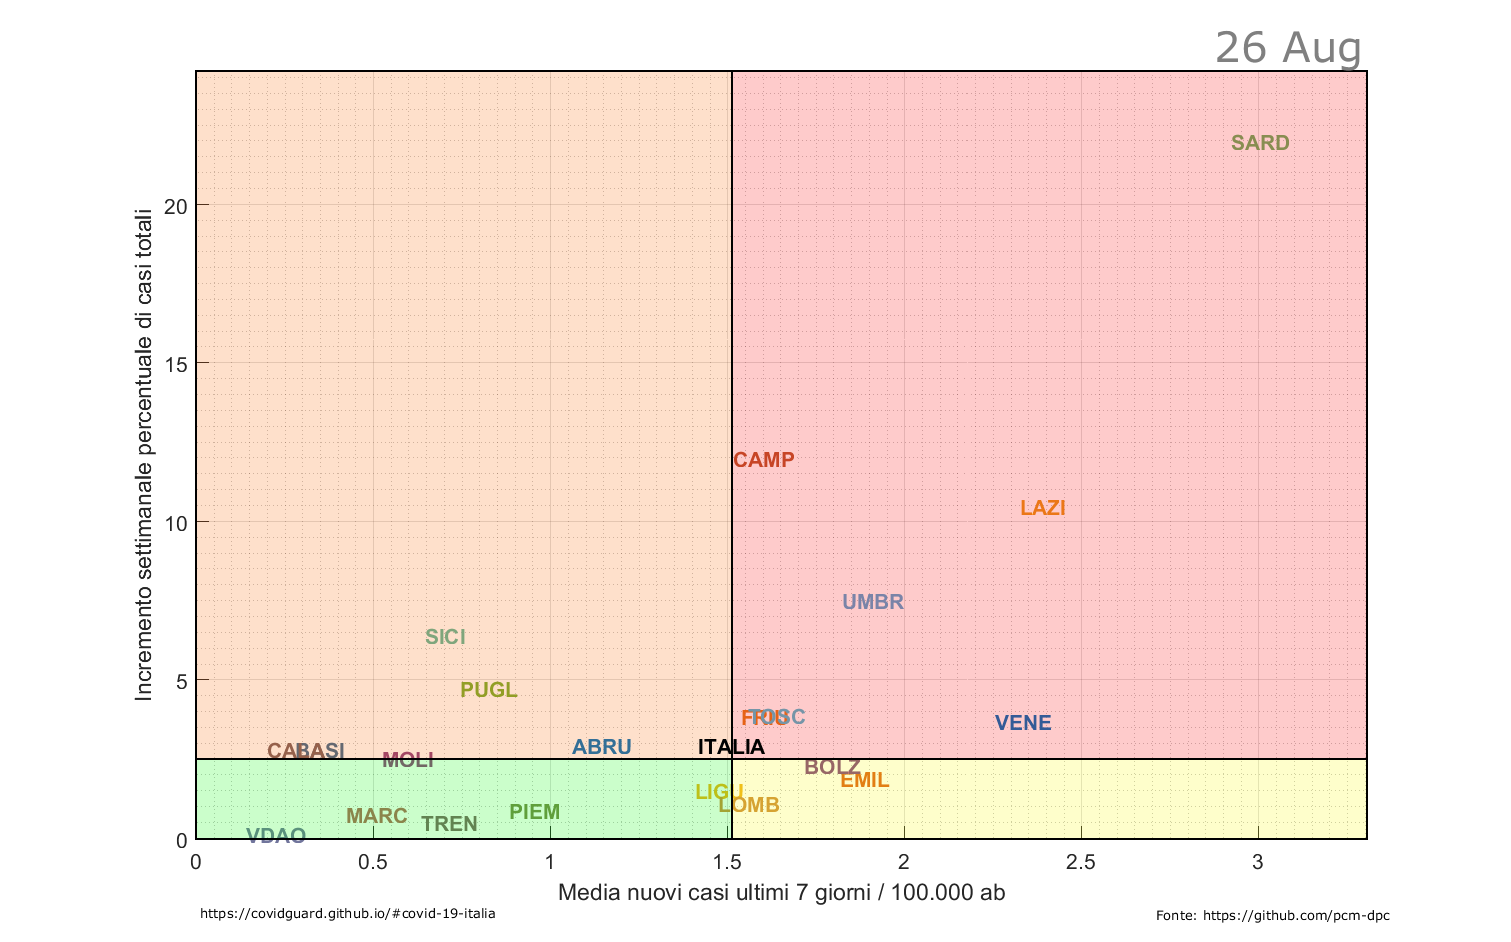 26 Aug
SARD
20
15
CAMP
LAZI
10
UMBR
SICI
5
PUGL
FRIU
TOSC
VENE
CALA
BASI
MOLI
ABRU
ITALIA
BOLZ
EMIL
LIGU
LOMB
MARC
TREN
PIEM
VDAO
0
0 0.5 1 1.5 2 2.5 3
Incremento settimanale percentuale di casi totali
Media nuovi casi ultimi 7 giorni / 100.000 ab
https://covidguard.github.io/#covid-19-italia
Fonte: https://github.com/pcm-dpc